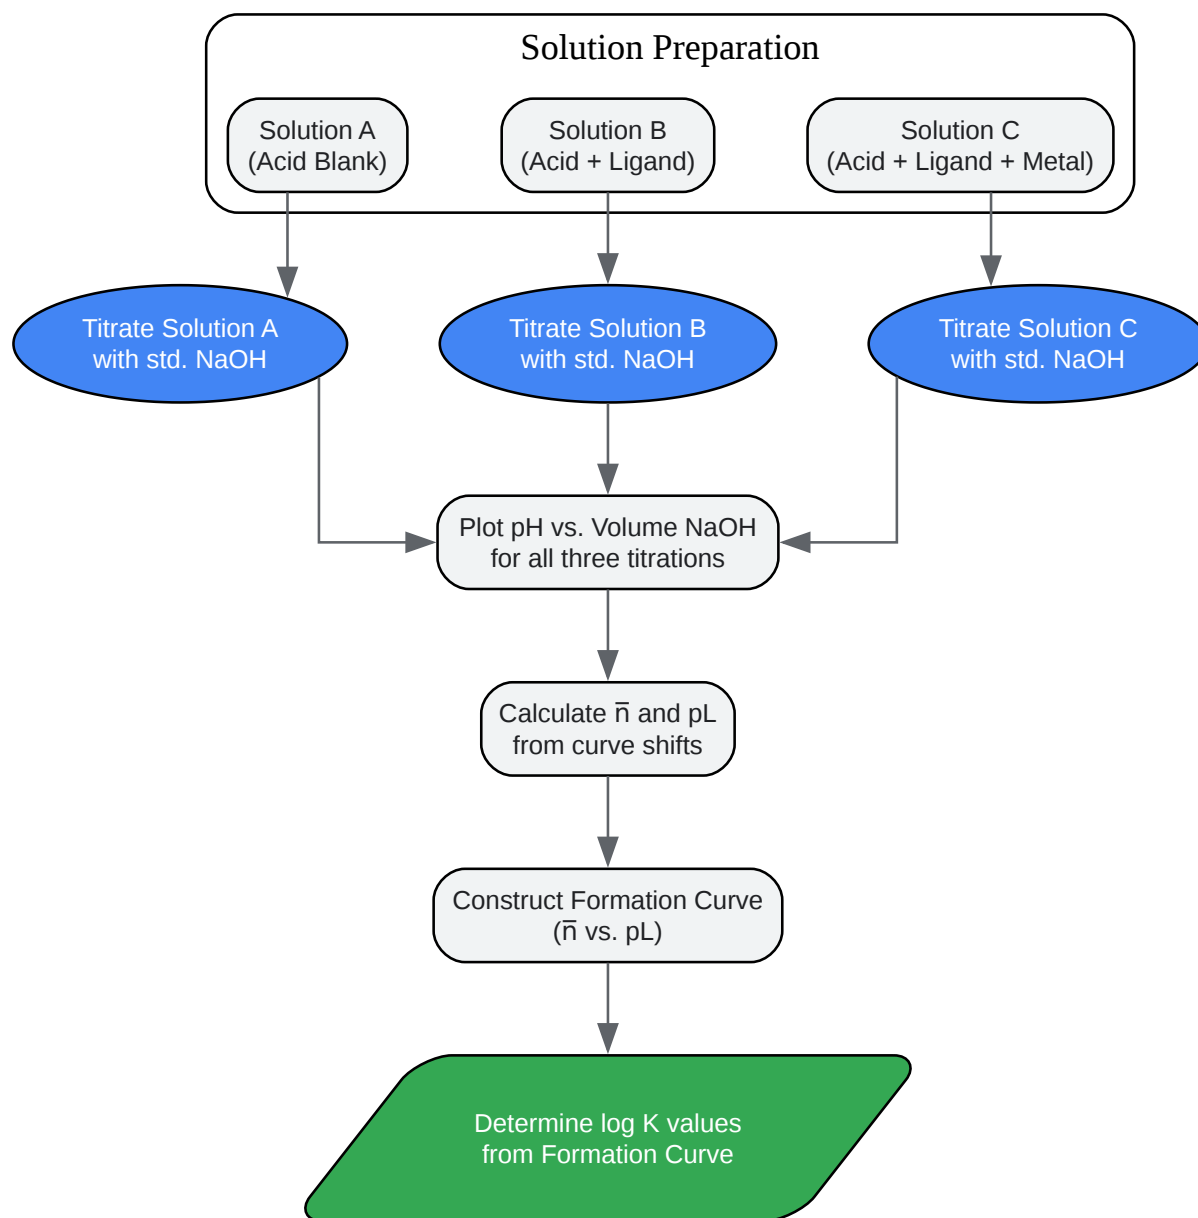 Solution Preparation
Solution A
(Acid Blank)
Solution B
(Acid + Ligand)
Solution C
(Acid + Ligand + Metal)
Titrate Solution A
with std. NaOH
Titrate Solution B
with std. NaOH
Titrate Solution C
with std. NaOH
Plot pH vs. Volume NaOH
for all three titrations
Calculate n̅ and pL
from curve shifts
Construct Formation Curve
(n̅ vs. pL)
Determine log K values
from Formation Curve